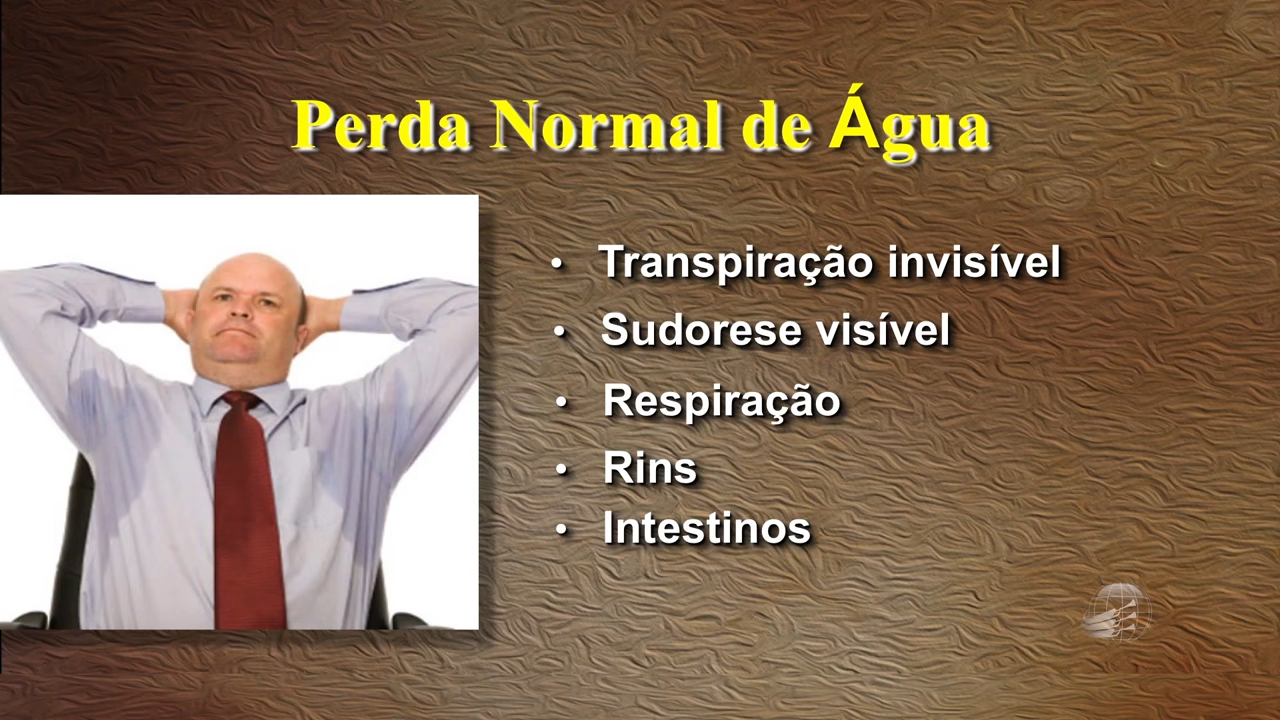 Perda Normal de Água
• Transpiração invisível
• Sudorese visível
• Respiração
• Rins
• Intestinos